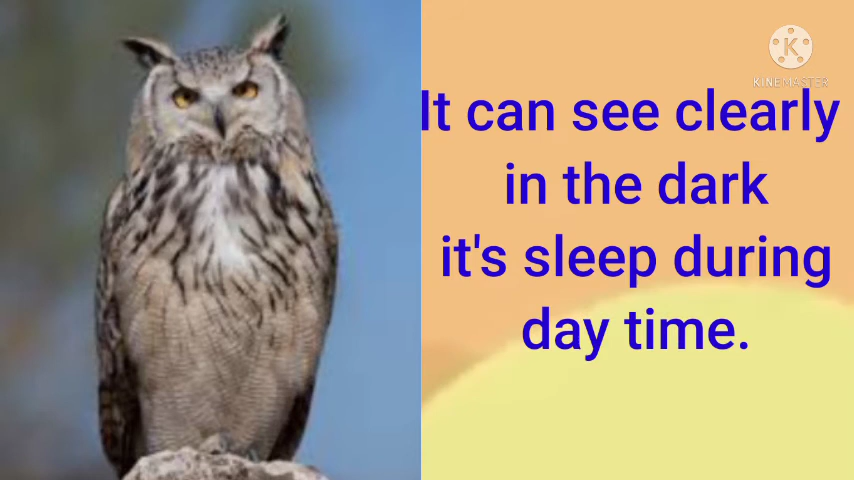 KINEMASTER
It can see clearly
in the dark
it's sleep during
day time.